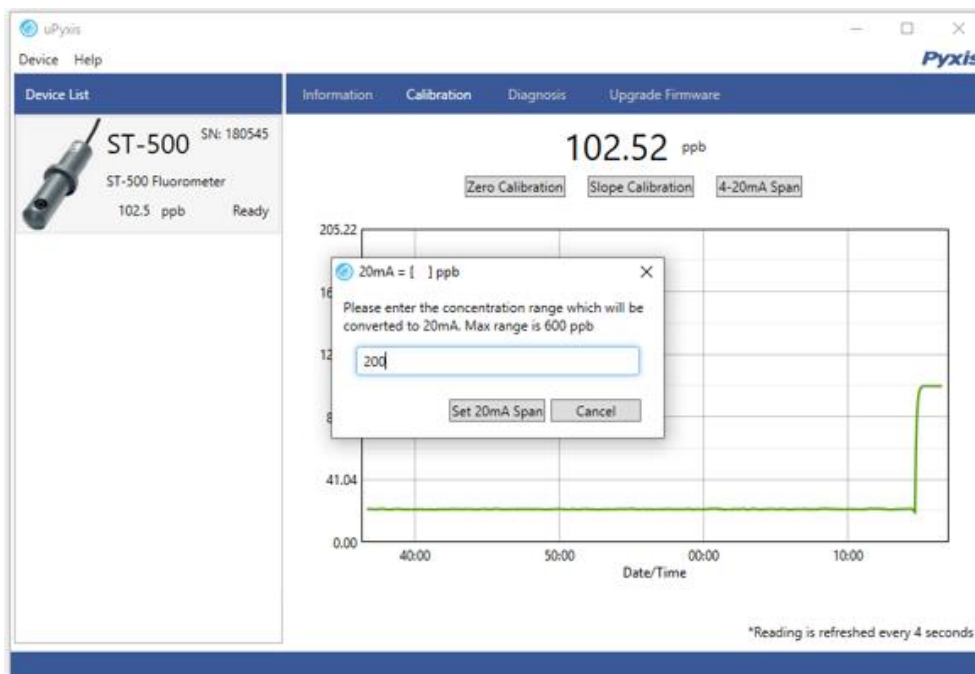 uPyxis
Device Help
Pyxis
Device List
Information Calibration Diagnosis Upgrade Firmware
ST-500 SN: 180545
ST-500 Fluorometer
102.5 ppb Ready
102.52 ppb
Zero Calibration Slope Calibration 4-20mA Span
205.22
20mA = [ ] ppb
Please enter the concentration range which will be
converted to 20mA. Max range is 600 ppb
200
Set 20mA Span Cancel
41.04
0.00
40:00 50:00 00:00 10:00
Date/Time
*Reading is refreshed every 4 seconds